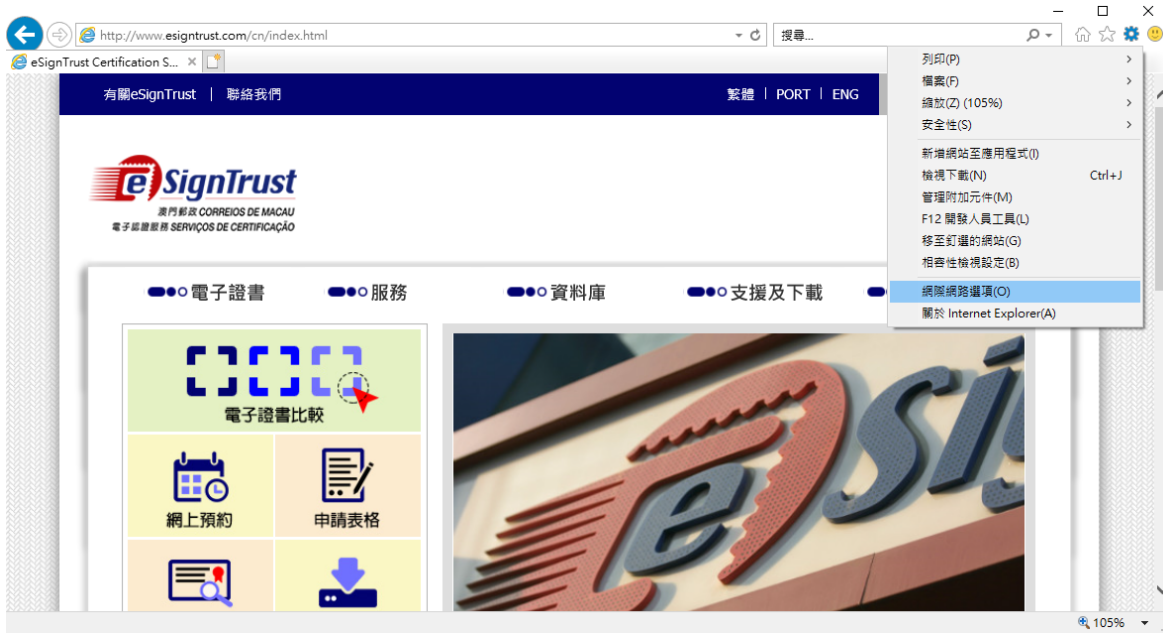 http://www.esigntrust.com/cn/index.html
搜尋...
eSignTrust Certification S...
有關eSignTrust | 聯絡我們
繁體 | PORT | ENG
列印(P)
檔案(F)
縮放(Z) (105%)
安全性(S)
新增網站至應用程式(I)
檢視下載(N) Ctrl+J
管理附加元件(M)
F12 開發人員工具(L)
移至釘選的網站(G)
相容性檢視設定(B)
網際網路選項(O)
關於 Internet Explorer(A)
eSignTrust
澳門郵政 CORREIOS DE MACAU
電子認證服務 SERVIÇOS DE CERTIFICAÇÃO
電子證書
服務
資料庫
支援及下載
電子證書比較
網上預約
申請表格
eSi
105%